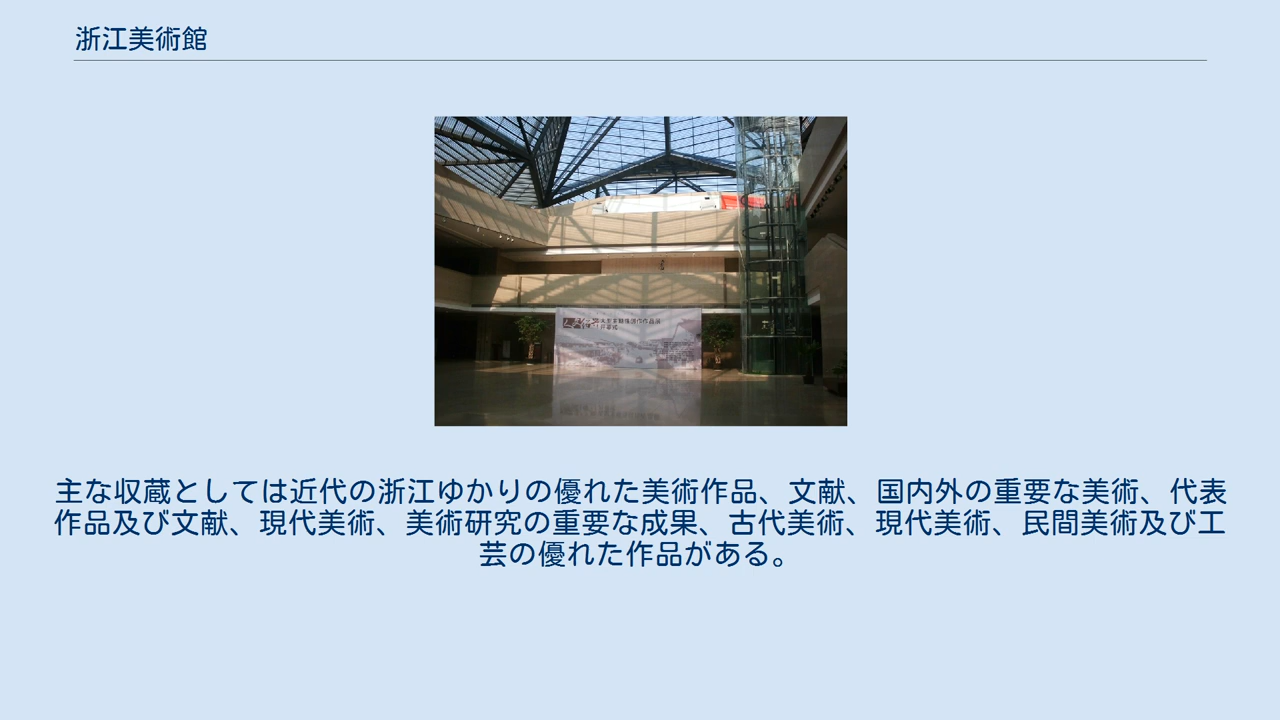 浙江美術館
主な収蔵としては近代の浙江ゆかりの優れた美術作品、文献、国内外の重要な美術、代表
作品及び文献、現代美術、美術研究の重要な成果、古代美術、現代美術、民間美術及び工
芸の優れた作品がある。